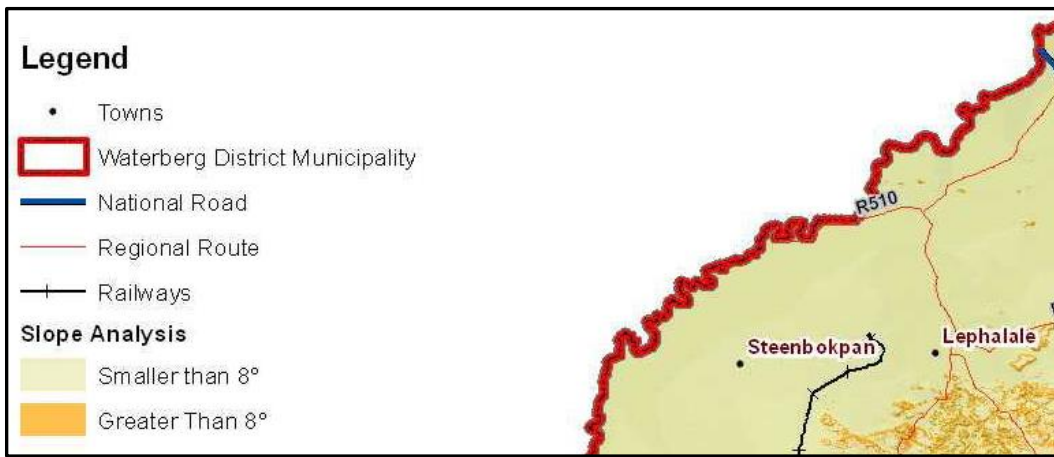 Legend
Towns
Waterberg District Municipality
National Road
Regional Route
Railways
Slope Analysis
Smaller than 8°
Greater Than 8°
R510
Steenbokpan
Lephalale